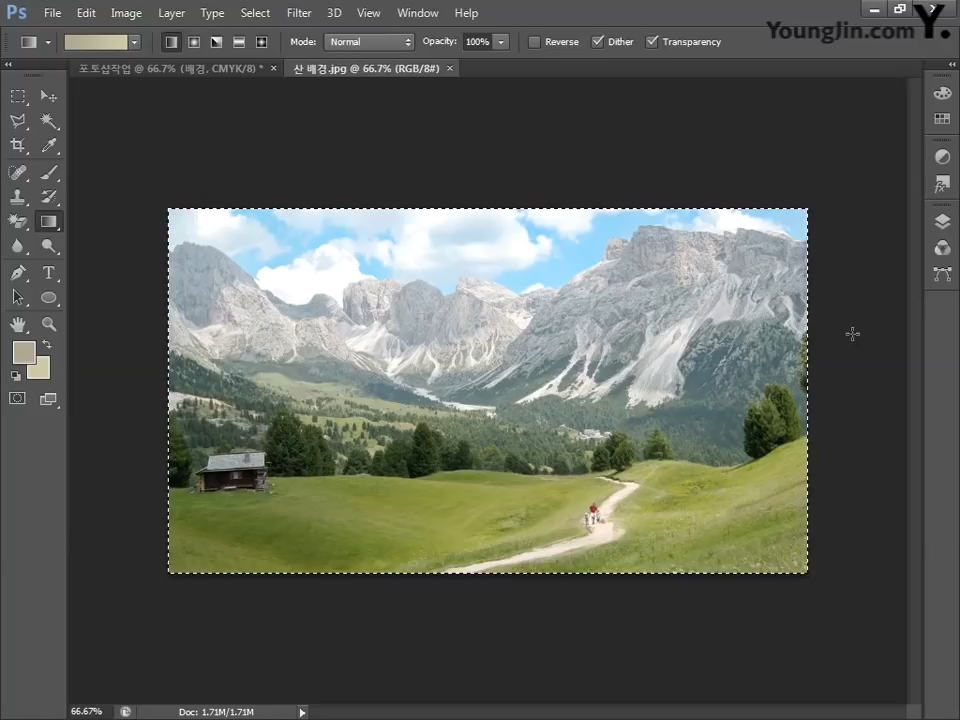 Ps File Edit Image Layer Type Select Filter 3D View Window Help
Mode: Normal Opacity: 100% Reverse Dither Transparency
YoungJin.com Y.
포토샵작업 @ 66.7% (배경, CMYK/8) * × 산 배경.jpg @ 66.7% (RGB/8#) ×
fx
T
66.67% Doc: 1.71M/1.71M